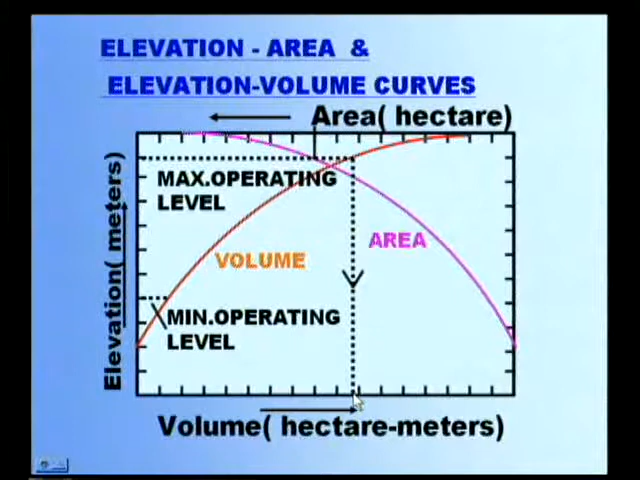 ELEVATION - AREA &
ELEVATION-VOLUME CURVES
Area( hectare)
MAX.OPERATING
LEVEL
AREA
VOLUME
MIN.OPERATING
LEVEL
Elevation( meters)
Volume( hectare-meters)